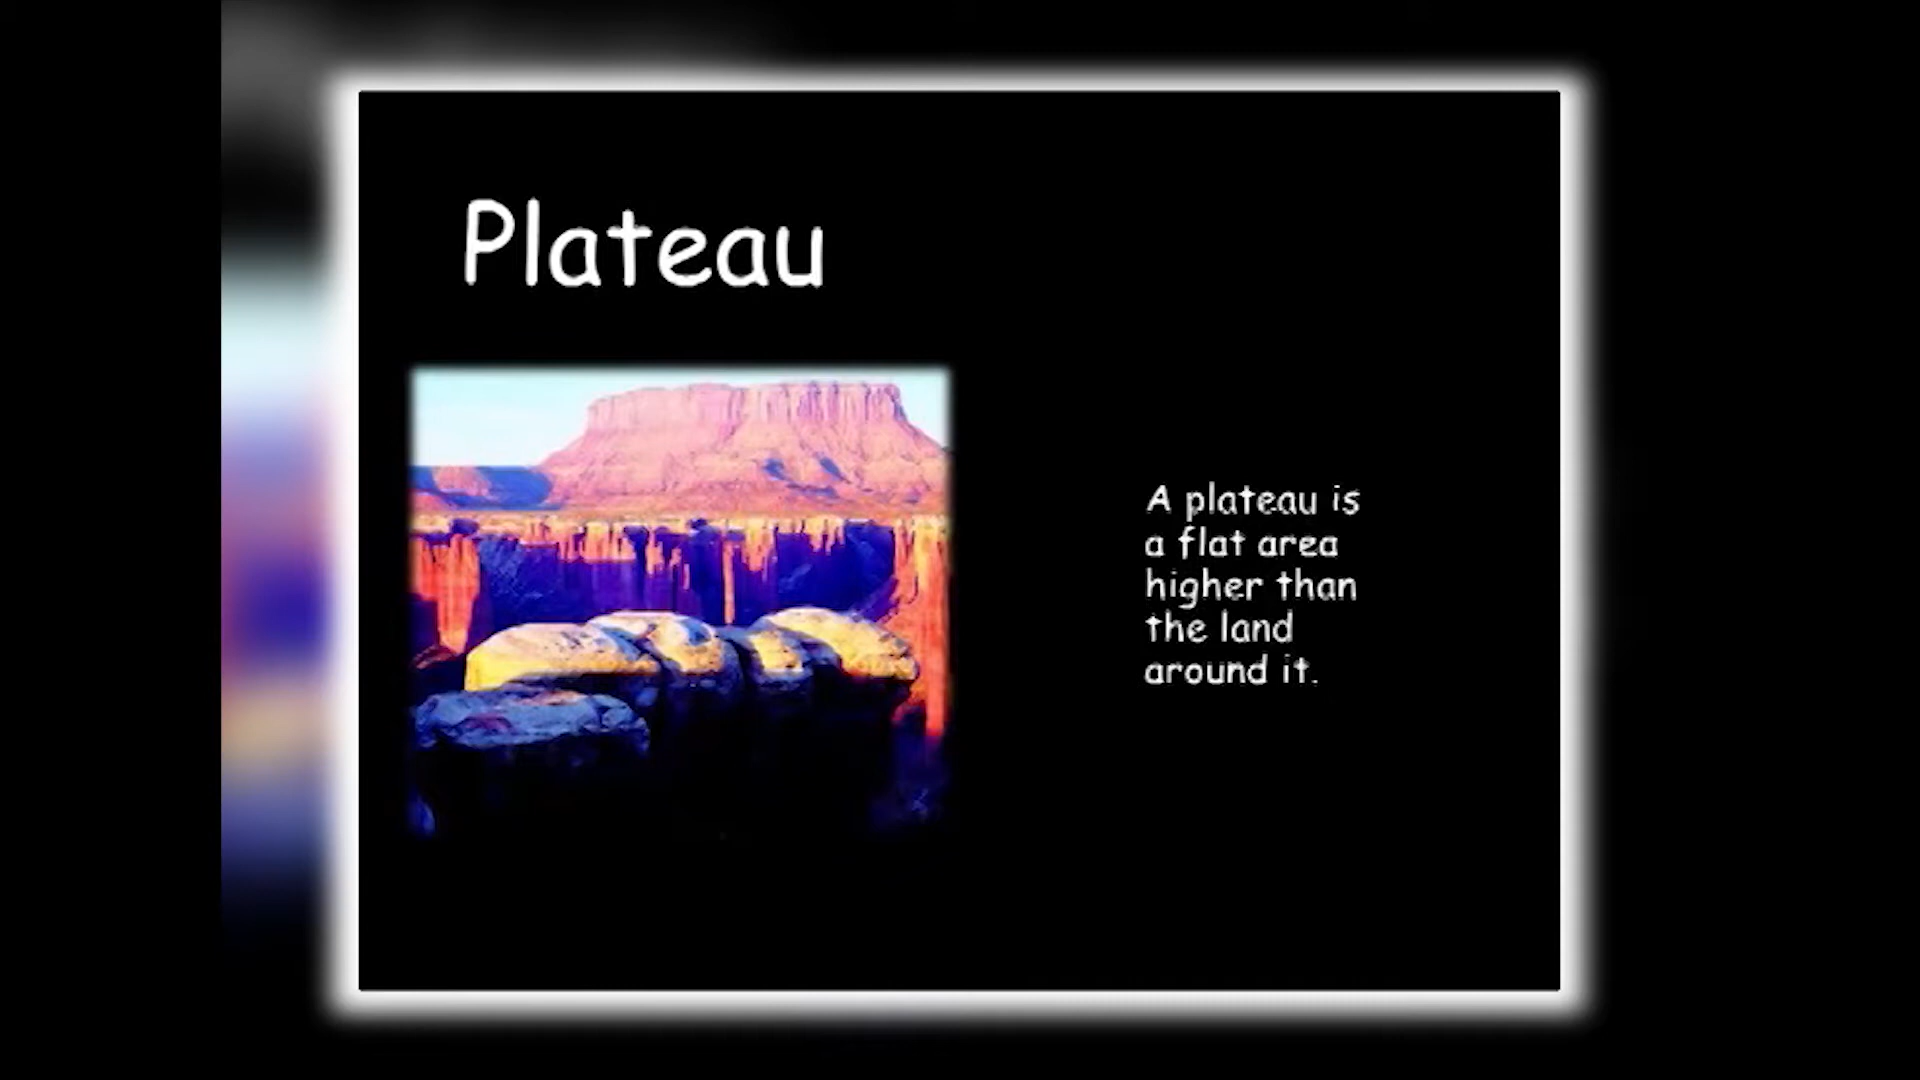 Plateau
A plateau is
a flat area
higher than
the land
around it.